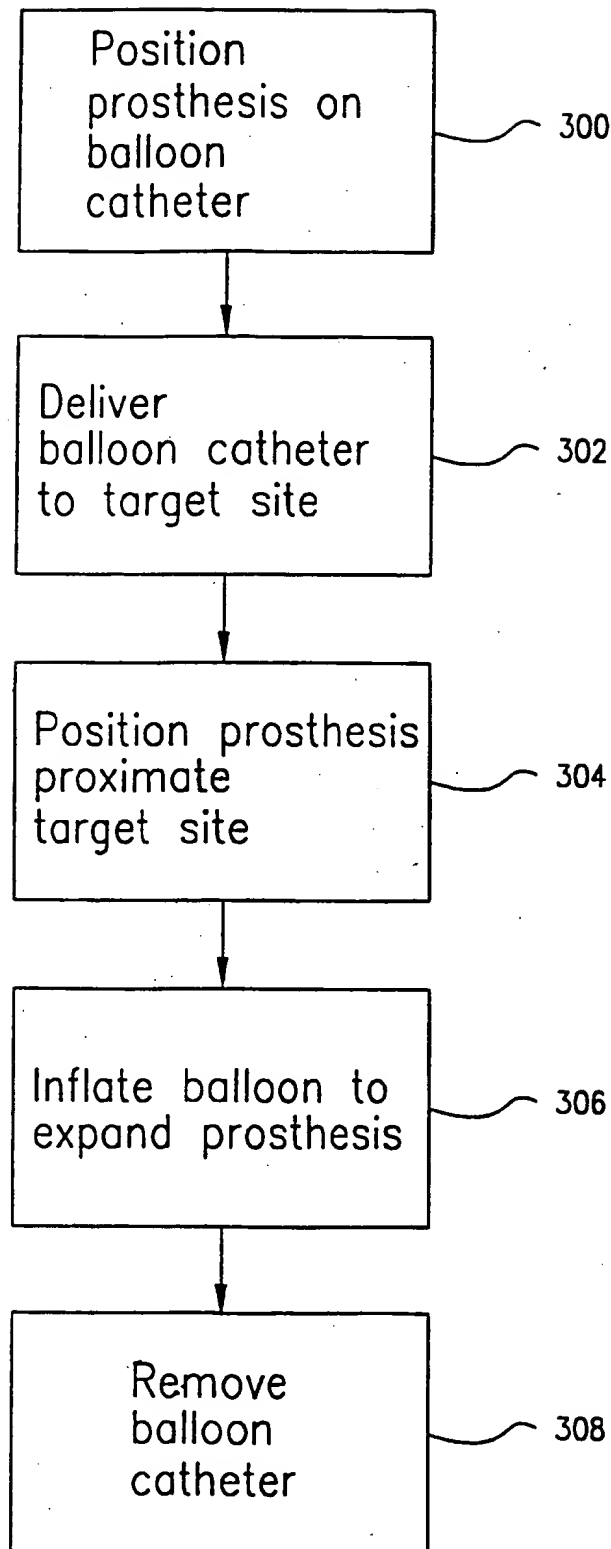 Position
prosthesis on
balloon
catheter
300
Deliver
balloon catheter
to target site
302
Position prosthesis
proximate
target site
304
Inflate balloon to
expand prosthesis
306
Remove
balloon
catheter
308